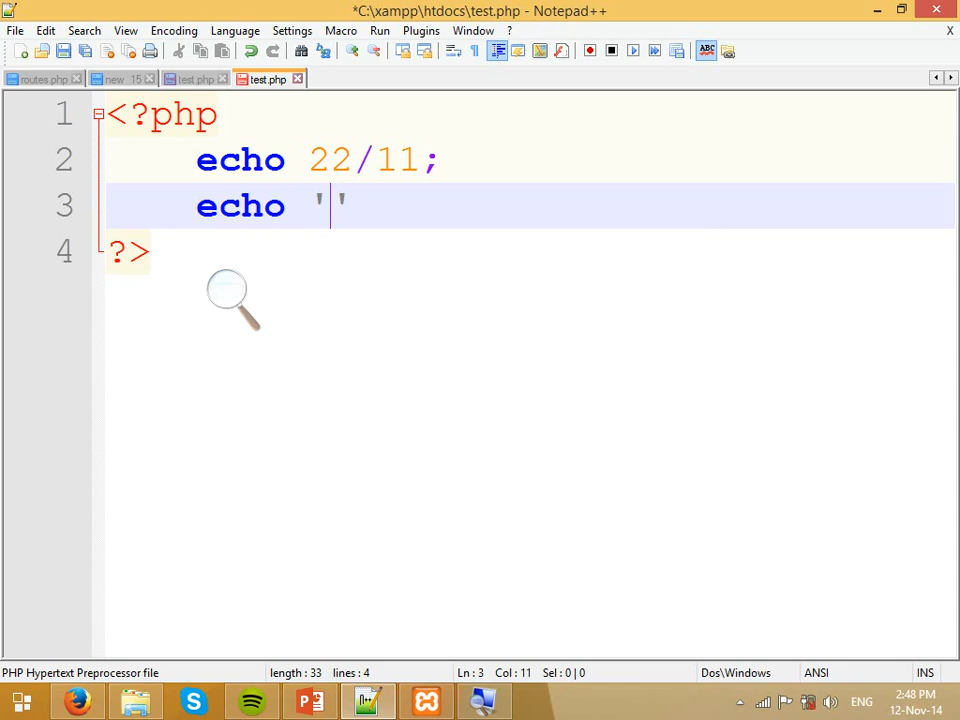 *C:\xampp\htdocs\test.php - Notepad++
File Edit Search View Encoding Language Settings Macro Run Plugins Window ? X
routes.php new 15 test.php test.php
1 <?php
2 echo 22/11;
3 echo ''
4 ?>
PHP Hypertext Preprocessor file length : 33 lines : 4 Ln : 3 Col : 11 Sel : 0 | 0 Dos\Windows ANSI INS
ENG 2:48 PM
12-Nov-14